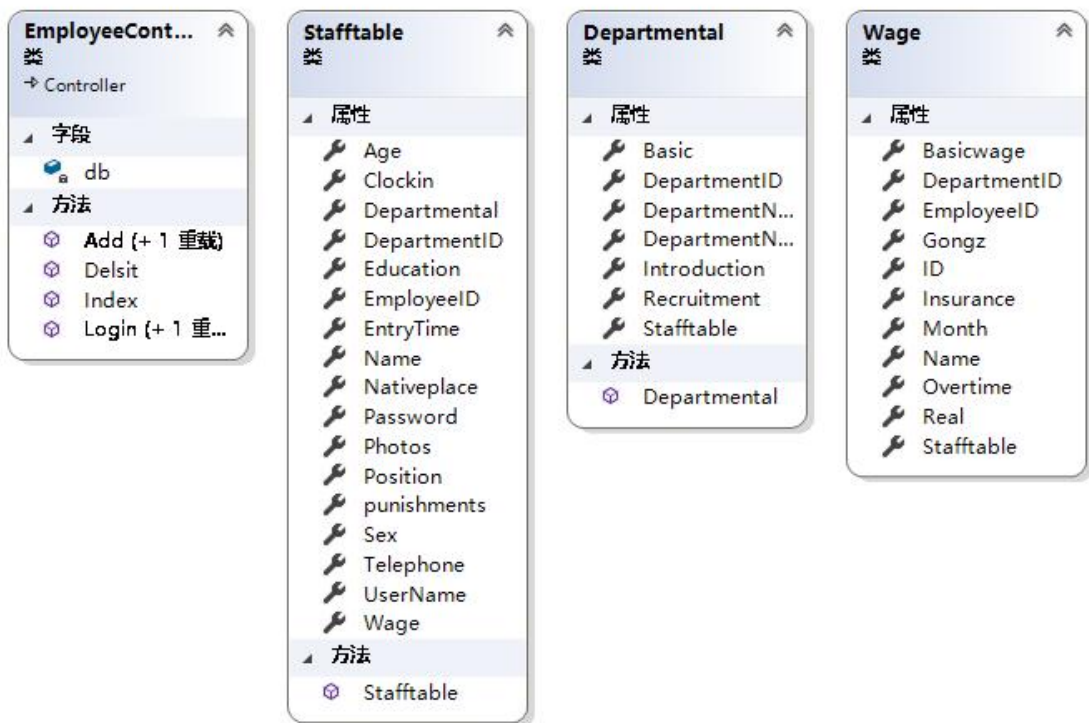 EmployeeCont...
类
Controller
字段
db
方法
Add (+ 1 重载)
Delsit
Index
Login (+ 1 重...
Stafftable
类
属性
Age
Clockin
Departmental
DepartmentID
Education
EmployeeID
EntryTime
Name
Nativeplace
Password
Photos
Position
punishments
Sex
Telephone
UserName
Wage
方法
Stafftable
Departmental
类
属性
Basic
DepartmentID
DepartmentN...
DepartmentN...
Introduction
Recruitment
Stafftable
方法
Departmental
Wage
类
属性
Basicwage
DepartmentID
EmployeeID
Gongz
ID
Insurance
Month
Name
Overtime
Real
Stafftable